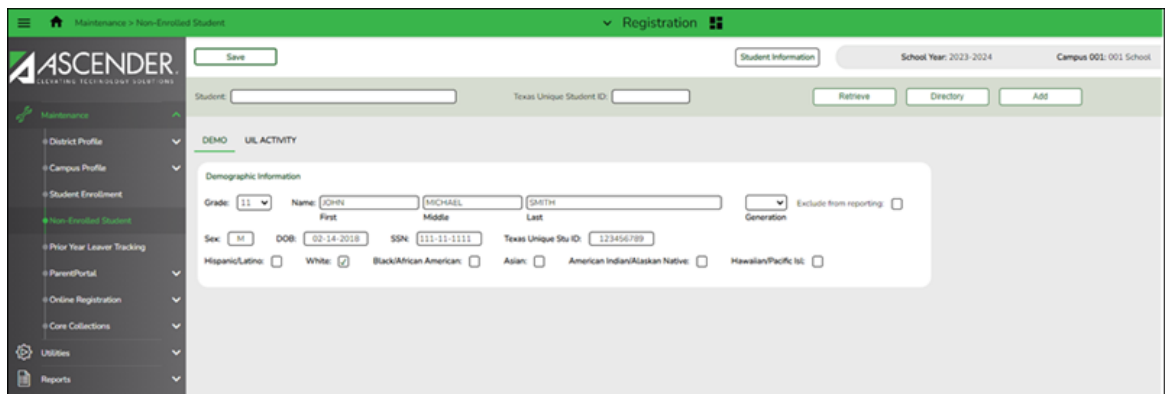 Maintenance > Non-Enrolled Student
Registration
ASCENDER
ELEVATING TECHNOLOGY SOLUTIONS
Save
Student Information
School Year: 2023-2024
Campus 001: 001 School
Student:
Texas Unique Student ID:
Retrieve
Directory
Add
Maintenance
District Profile
Campus Profile
Student Enrollment
Non-Enrolled Student
Prior Year Leaver Tracking
ParentPortal
Online Registration
Core Collections
Utilities
Reports
DEMO UIL ACTIVITY
Demographic Information
Grade: 11 Name: JOHN MICHAEL SMITH Exclude from reporting:
First Middle Last Generation
Sex: M DOB: 02-14-2018 SSN: 111-11-1111 Texas Unique Stu ID: 123456789
Hispanic/Latino: White: Black/African American: Asian: American Indian/Alaskan Native: Hawaiian/Pacific Isl: